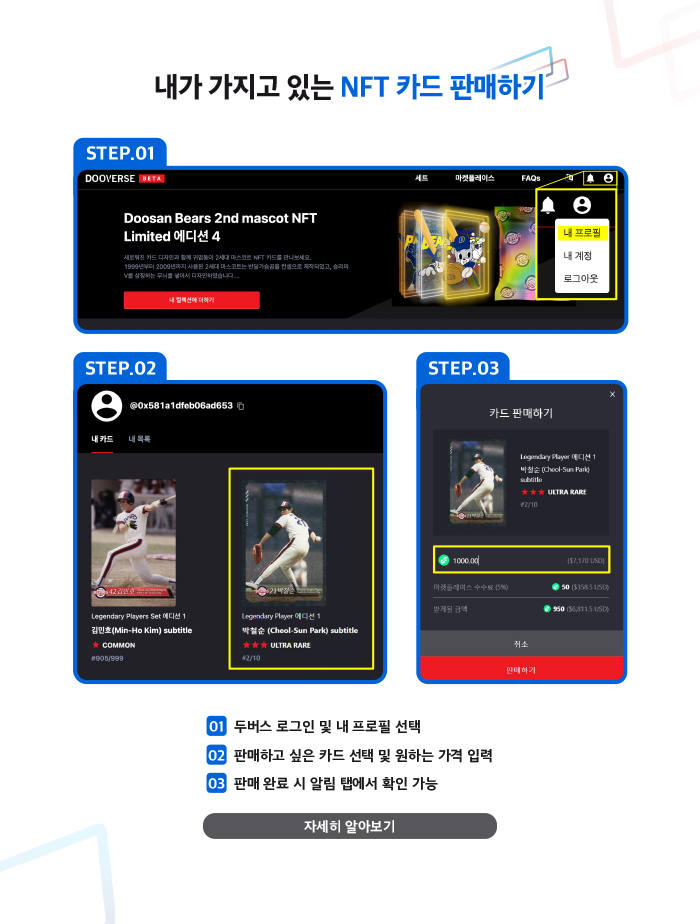 내가 가지고 있는 NFT 카드 판매하기
STEP.01
DOOVERSE BETA
세트 마켓플레이스 FAQs
Doosan Bears 2nd mascot NFT
Limited 에디션 4
새로워진 카드 디자인과 함께 귀염둥이 2세대 마스코트 NFT 카드를 만나보세요.
1999년부터 2009년까지 사용된 2세대 마스코트는 반달가슴곰을 컨셉으로 제작되었고, 승리의
V를 상징하는 무늬를 넣어서 디자인하였습니다....
내 컬렉션에 더하기
내 프로필
내 계정
로그아웃
STEP.02
@0x581a1dfeb06ad653
내 카드 내 목록
42 김민호
21 박철순
Legendary Players Set 에디션 1
김민호(Min-Ho Kim) subtitle
★ COMMON
#905/999
Legendary Player 에디션 1
박철순 (Cheol-Sun Park) subtitle
★★★ ULTRA RARE
#2/10
STEP.03
X
카드 판매하기
Legendary Player 에디션 1
박철순 (Cheol-Sun Park)
subtitle
★★★ ULTRA RARE
#2/10
1000.00 ($7,170 USD)
마켓플레이스 수수료 (5%) 50 ($358.5 USD)
받게될 금액 950 ($6,811.5 USD)
취소
판매하기
01 두버스 로그인 및 내 프로필 선택
02 판매하고 싶은 카드 선택 및 원하는 가격 입력
03 판매 완료 시 알림 탭에서 확인 가능
자세히 알아보기